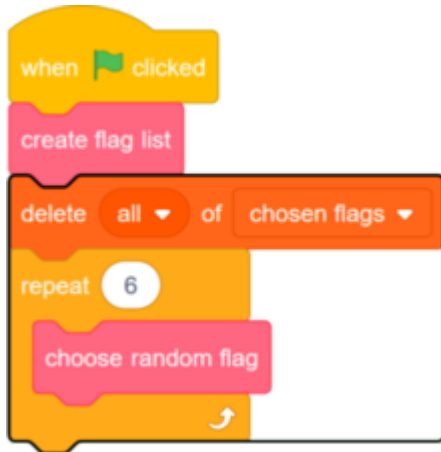 when clicked
create flag list
delete all of chosen flags
repeat 6
choose random flag